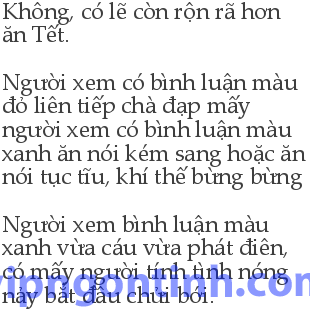 Không, có lẽ còn rộn rã hơn
ăn Tết.
Người xem có bình luận màu
đỏ liên tiếp chà đạp mấy
người xem có bình luận màu
xanh ăn nói kém sang hoặc ăn
nói tục tĩu, khí thế bừng bừng
Người xem bình luận màu
xanh vừa cáu vừa phát điên,
có mấy người tính tình nóng
nảy bắt đầu chửi bới.